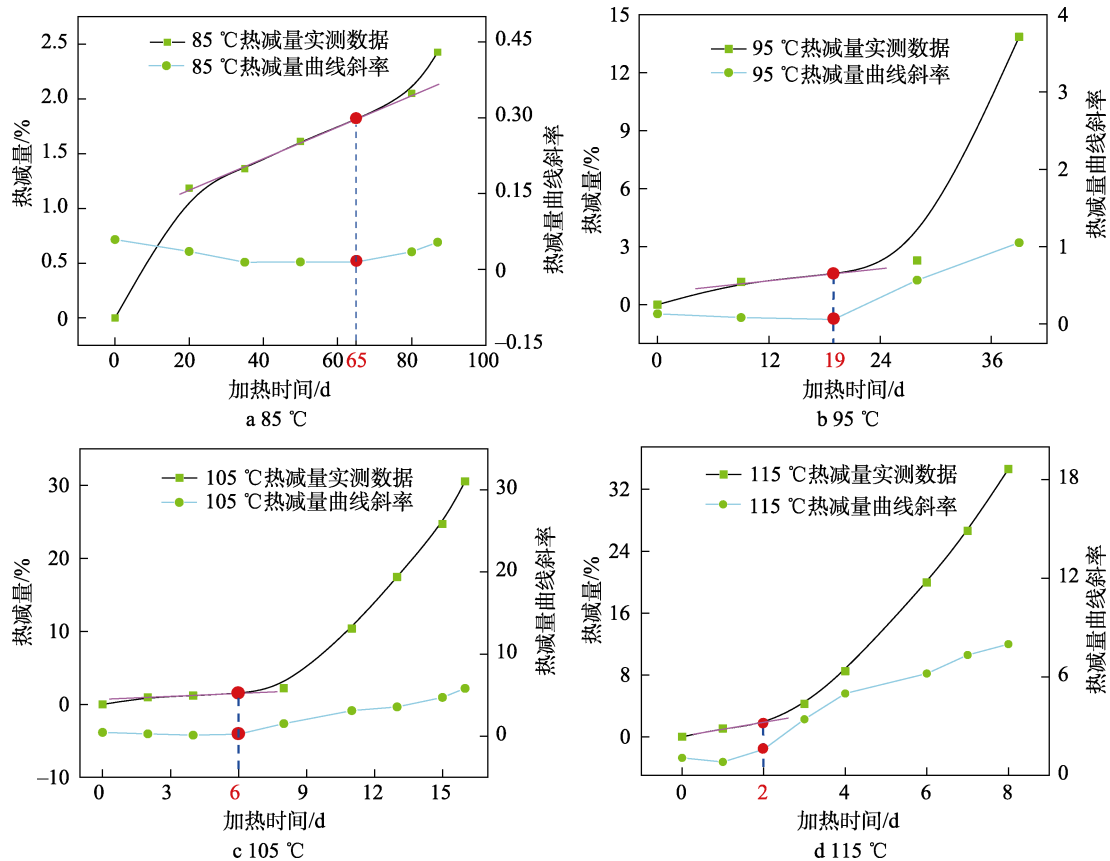 85 ℃热减量实测数据
85 ℃热减量曲线斜率
2.5
2.0
1.5
1.0
0.5
0
热减量/%
0.45
0.30
0.15
0
–0.15
热减量曲线斜率
0
20
40
60
65
80
100
加热时间/d
a 85 ℃
95 ℃热减量实测数据
95 ℃热减量曲线斜率
15
12
9
6
3
0
热减量/%
4
3
2
1
0
热减量曲线斜率
0
12
19
24
36
加热时间/d
b 95 ℃
105 ℃热减量实测数据
105 ℃热减量曲线斜率
30
20
10
0
–10
热减量/%
30
20
10
0
热减量曲线斜率
0
3
6
9
12
15
加热时间/d
c 105 ℃
115 ℃热减量实测数据
115 ℃热减量曲线斜率
32
24
16
8
0
热减量/%
18
12
6
0
热减量曲线斜率
0
2
4
6
8
加热时间/d
d 115 ℃